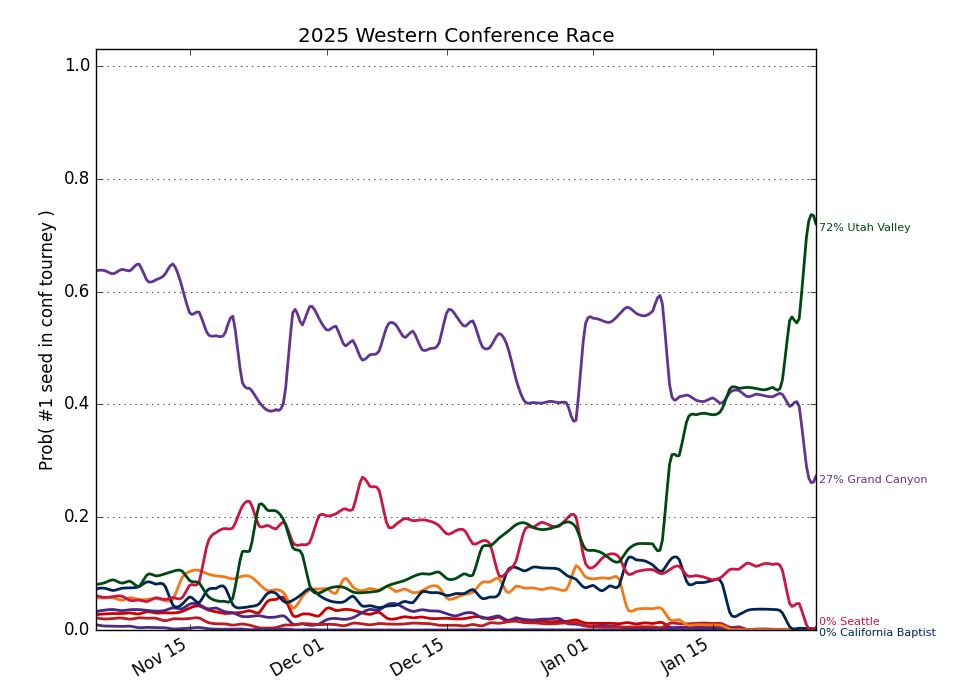 2025 Western Conference Race
Prob( #1 seed in conf tourney )
1.0
0.8
0.6
0.4
0.2
0.0
Nov 15
Dec 01
Dec 15
Jan 01
Jan 15
72% Utah Valley
27% Grand Canyon
0% Seattle
0% California Baptist